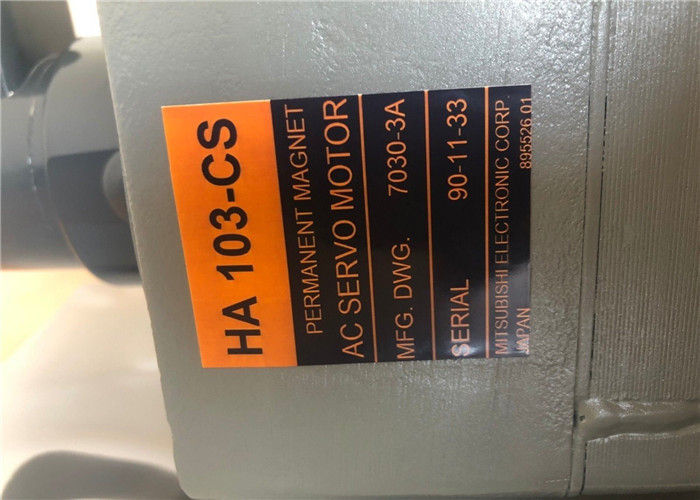 HA 103-CS
PERMANENT MAGNET
AC SERVO MOTOR
MFG. DWG. 7030-3A
SERIAL 90-11-33
MITSUBISHI ELECTRONIC CORP.
JAPAN 895526 01